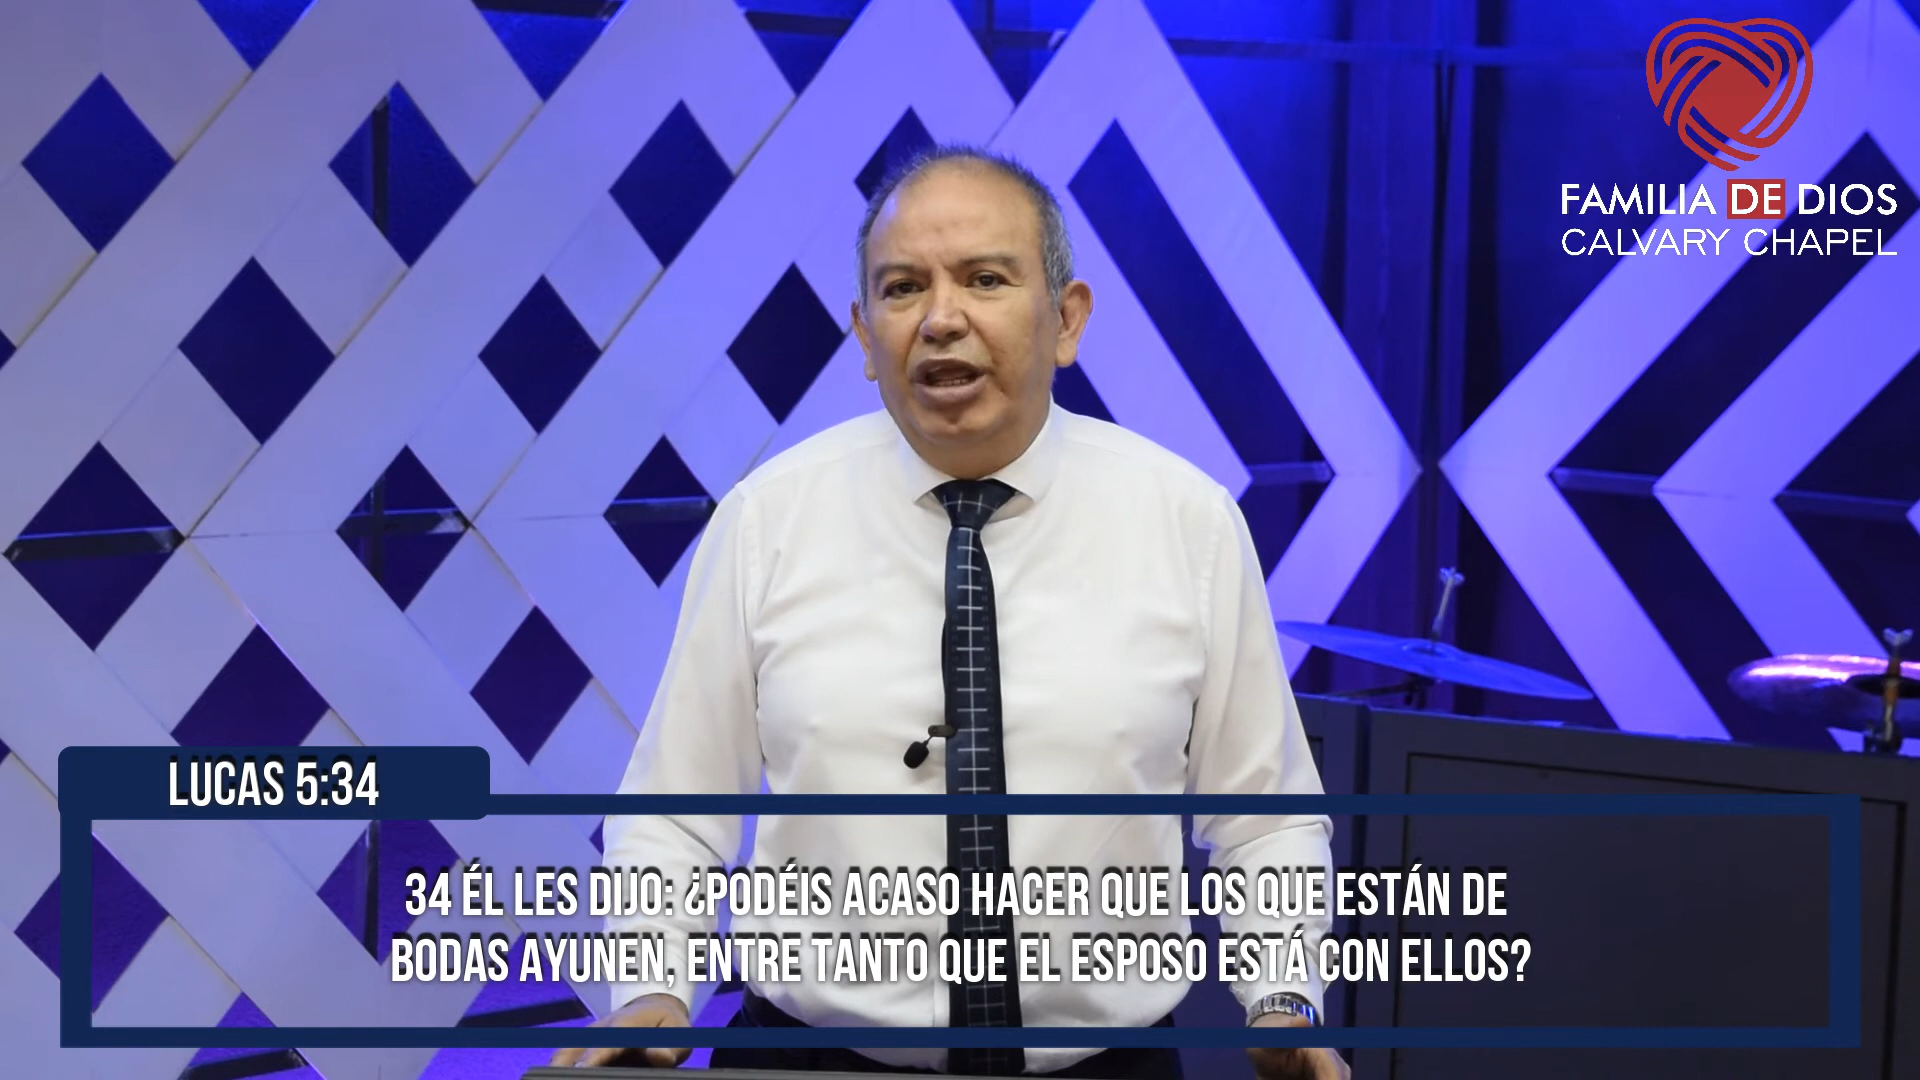 FAMILIA DE DIOS
CALVARY CHAPEL
LUCAS 5:34
34 ÉL LES DIJO: ¿PODÉIS ACASO HACER QUE LOS QUE ESTÁN DE
BODAS AYUNEN, ENTRE TANTO QUE EL ESPOSO ESTÁ CON ELLOS?